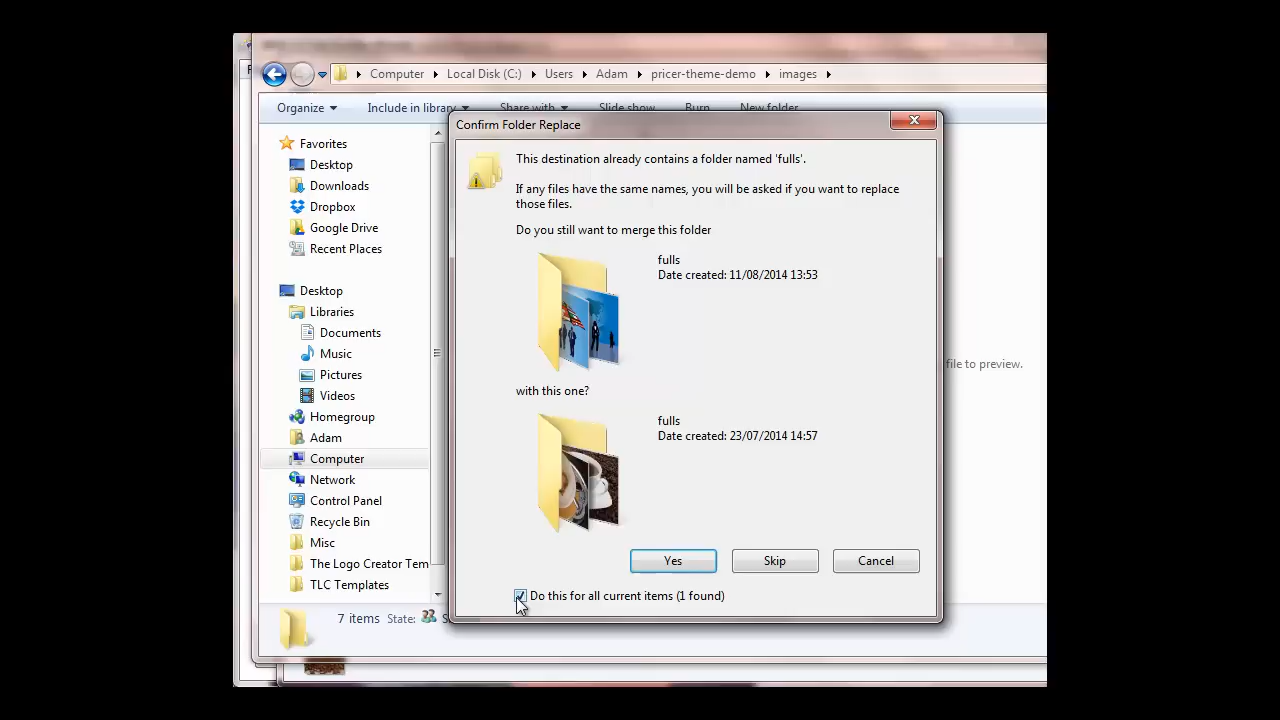 Computer Local Disk (C:) Users Adam pricer-theme-demo images
Organize Include in library Share with Slide show Burn New folder
Favorites
Desktop
Downloads
Dropbox
Google Drive
Recent Places
Desktop
Libraries
Documents
Music
Pictures
Videos
Homegroup
Adam
Computer
Network
Control Panel
Recycle Bin
Misc
The Logo Creator Tem
TLC Templates
7 items State:
file to preview.
Confirm Folder Replace
This destination already contains a folder named 'fulls'.
If any files have the same names, you will be asked if you want to replace
those files.
Do you still want to merge this folder
fulls
Date created: 11/08/2014 13:53
with this one?
fulls
Date created: 23/07/2014 14:57
Yes Skip Cancel
Do this for all current items (1 found)